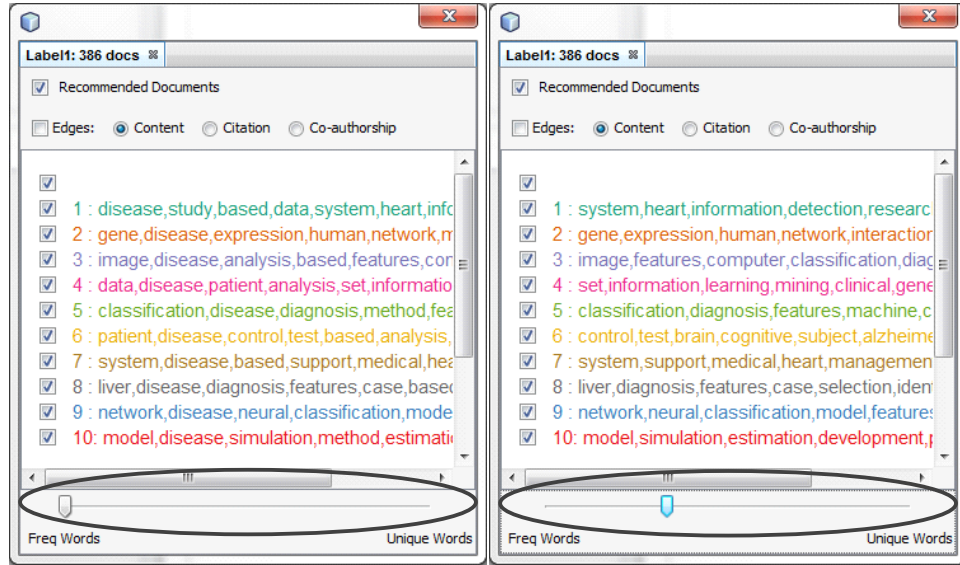 Label1: 386 docs
Recommended Documents
Edges: Content Citation Co-authorship
1 : disease,study,based,data,system,heart,infc
2 : gene,disease,expression,human,network,m
3 : image,disease,analysis,based,features,con
4 : data,disease,patient,analysis,set,informatio
5 : classification,disease,diagnosis,method,fea
6 : patient,disease,control,test,based,analysis,
7 : system,disease,based,support,medical,hea
8 : liver,disease,diagnosis,features,case,based
9 : network,disease,neural,classification,mode
10: model,disease,simulation,method,estimati
Freq Words Unique Words
Label1: 386 docs
Recommended Documents
Edges: Content Citation Co-authorship
1 : system,heart,information,detection,researc
2 : gene,expression,human,network,interaction
3 : image,features,computer,classification,diag
4 : set,information,learning,mining,clinical,gene
5 : classification,diagnosis,features,machine,c
6 : control,test,brain,cognitive,subject,alzheime
7 : system,support,medical,heart,managemen
8 : liver,diagnosis,features,case,selection,iden
9 : network,neural,classification,model,features
10: model,simulation,estimation,development,p
Freq Words Unique Words